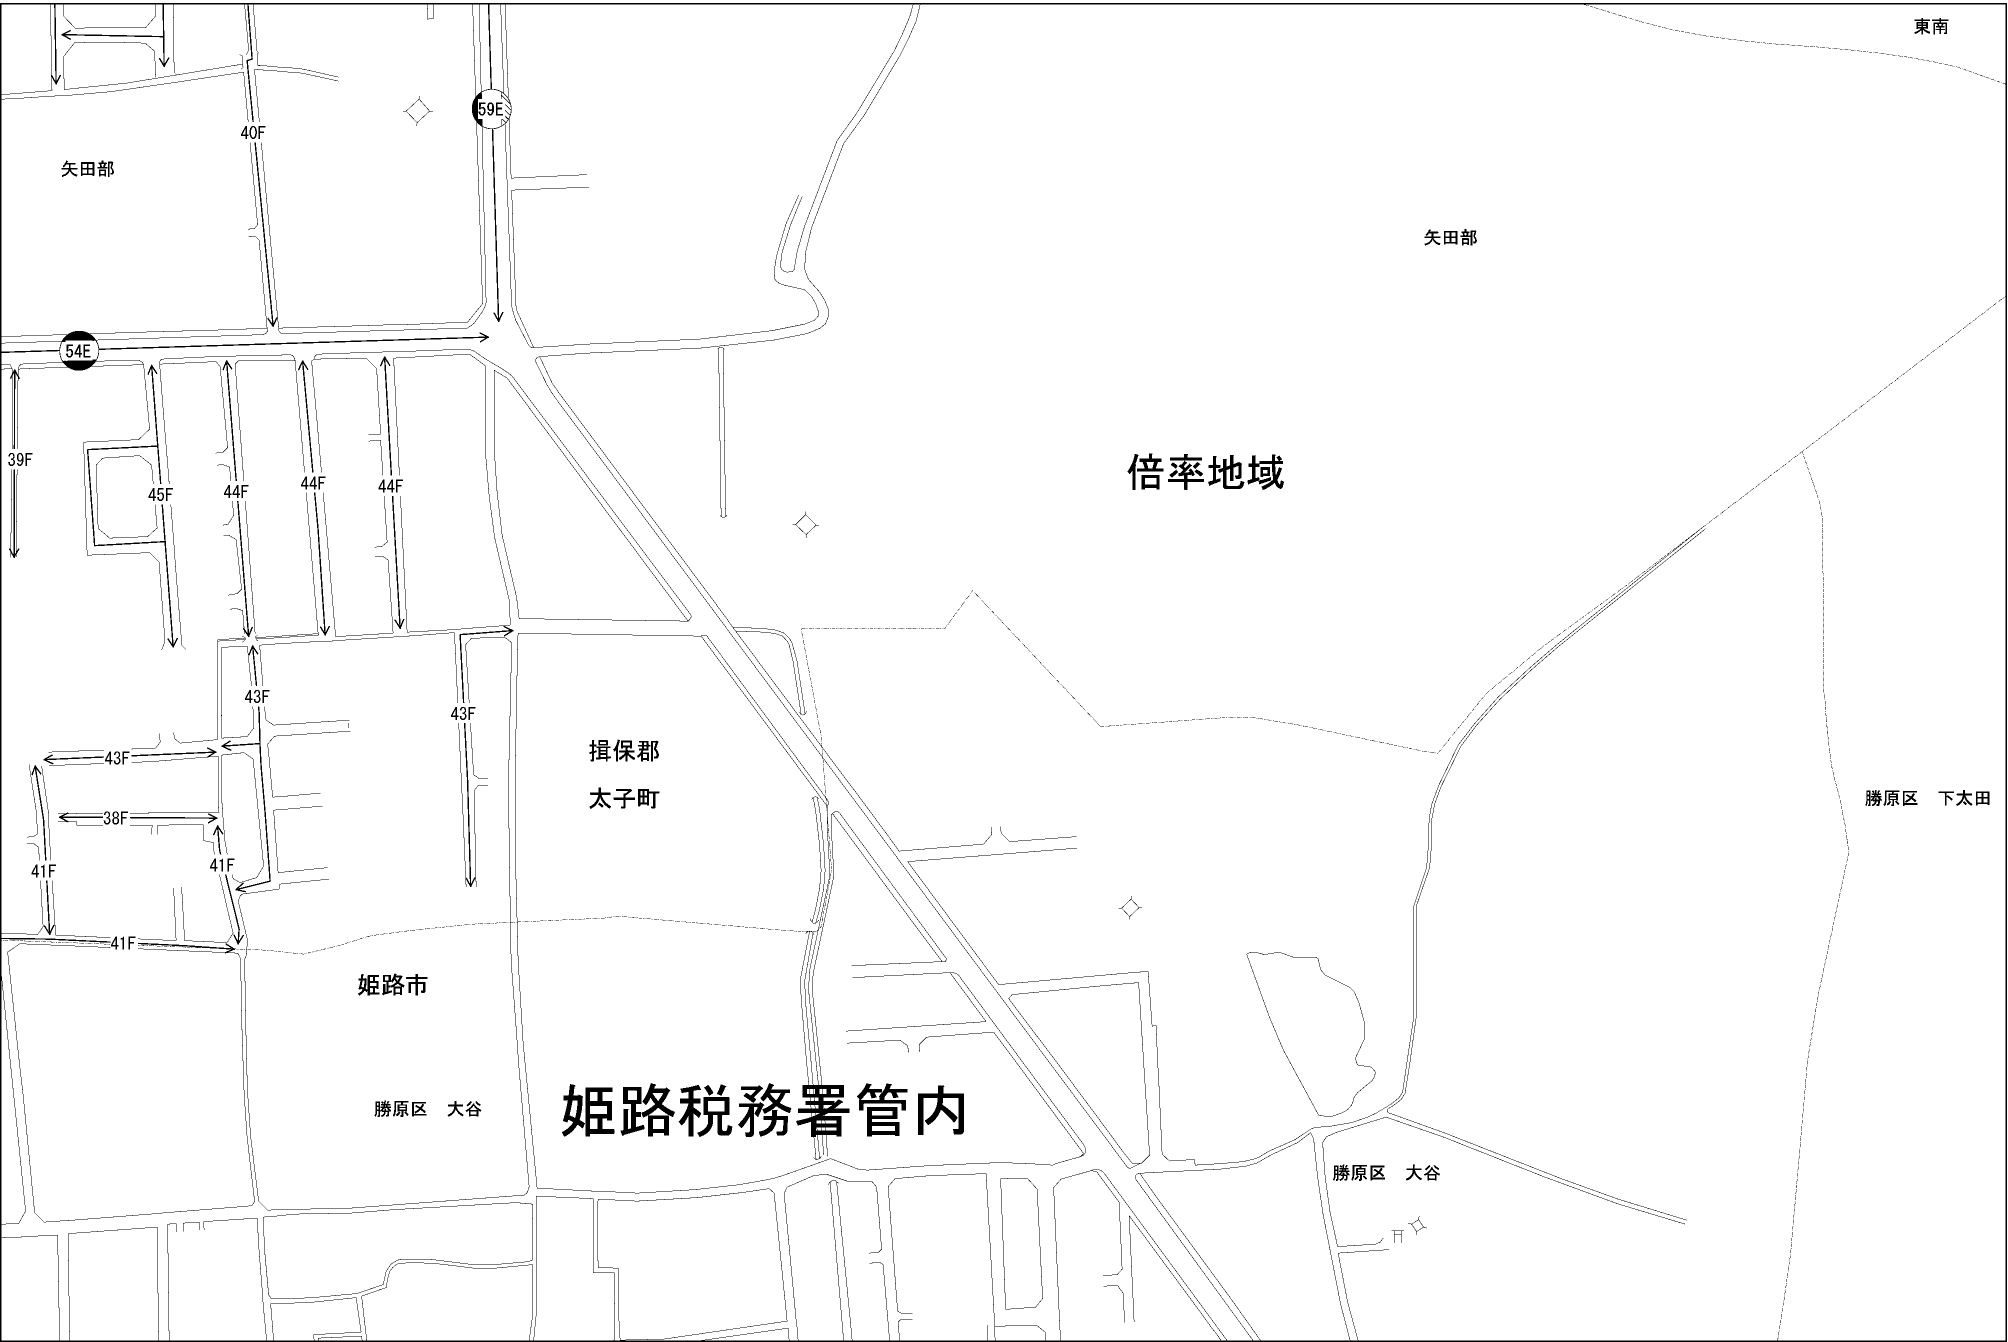 東南
59E
40F
矢田部
矢田部
54E
39F
45F
44F
44F
44F
倍率地域
43F
43F
43F
揖保郡
太子町
勝原区　下太田
38F
41F
41F
41F
姫路市
勝原区　大谷
姫路税務署管内
勝原区　大谷